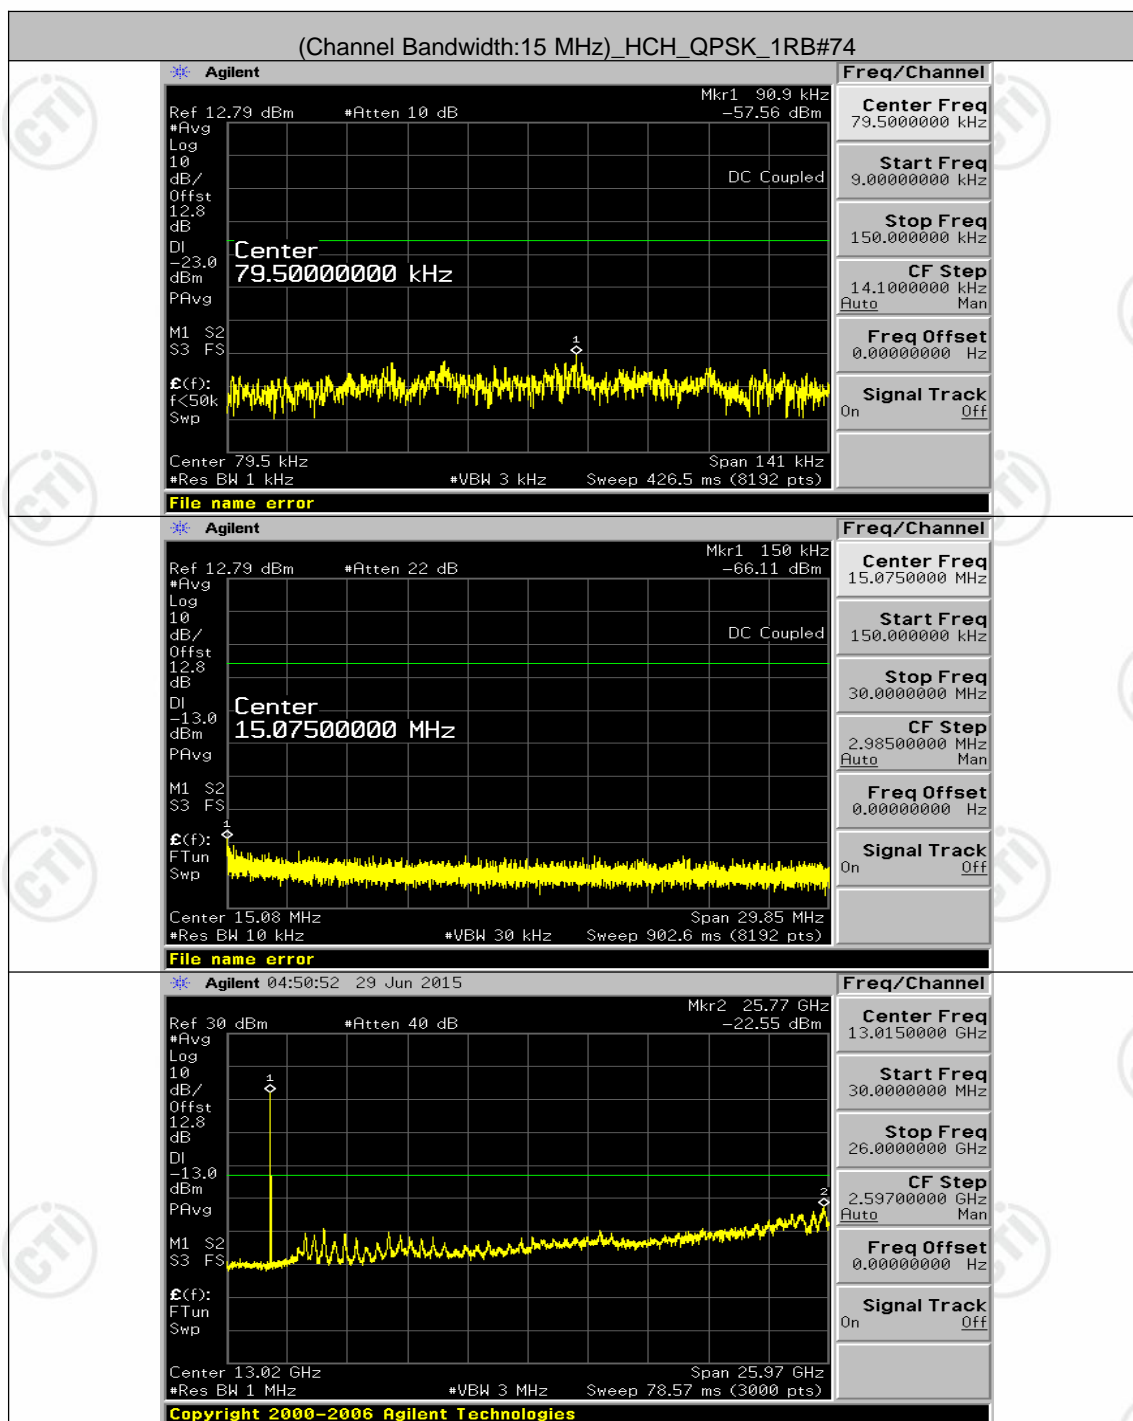 (Channel Bandwidth:15 MHz)_HCH_QPSK_1RB#74
Agilent
Freq/Channel
Mkr1 90.9 kHz
Ref 12.79 dBm #Atten 10 dB -57.56 dBm
#Avg
Log
10
dB/
Offst
12.8
dB
DI
-23.0
dBm
PAvg
M1 S2
S3 FS
£(f):
f<50k
Swp
DC Coupled
Center
79.50000000 kHz
1
Center 79.5 kHz Span 141 kHz
#Res BW 1 kHz #VBW 3 kHz Sweep 426.5 ms (8192 pts)
File name error
Center Freq
79.5000000 kHz
Start Freq
9.00000000 kHz
Stop Freq
150.000000 kHz
CF Step
14.1000000 kHz
Auto Man
Freq Offset
0.00000000 Hz
Signal Track
On Off
Agilent
Freq/Channel
Mkr1 150 kHz
Ref 12.79 dBm #Atten 22 dB -66.11 dBm
#Avg
Log
10
dB/
Offst
12.8
dB
DI
-13.0
dBm
PAvg
M1 S2
S3 FS
£(f):
FTun
Swp
DC Coupled
Center
15.07500000 MHz
1
Center 15.08 MHz Span 29.85 MHz
#Res BW 10 kHz #VBW 30 kHz Sweep 902.6 ms (8192 pts)
File name error
Center Freq
15.0750000 MHz
Start Freq
150.000000 kHz
Stop Freq
30.0000000 MHz
CF Step
2.98500000 MHz
Auto Man
Freq Offset
0.00000000 Hz
Signal Track
On Off
Agilent 04:50:52 29 Jun 2015
Freq/Channel
Mkr2 25.77 GHz
Ref 30 dBm #Atten 40 dB -22.55 dBm
#Avg
Log
10
dB/
Offst
12.8
dB
DI
-13.0
dBm
PAvg
M1 S2
S3 FS
£(f):
FTun
Swp
1
2
Center 13.02 GHz Span 25.97 GHz
#Res BW 1 MHz #VBW 3 MHz Sweep 78.57 ms (3000 pts)
Copyright 2000-2006 Agilent Technologies
Center Freq
13.0150000 GHz
Start Freq
30.0000000 MHz
Stop Freq
26.0000000 GHz
CF Step
2.59700000 GHz
Auto Man
Freq Offset
0.00000000 Hz
Signal Track
On Off
CTI
CTI
CTI
CTI
CTI
CTI
CTI
CTI